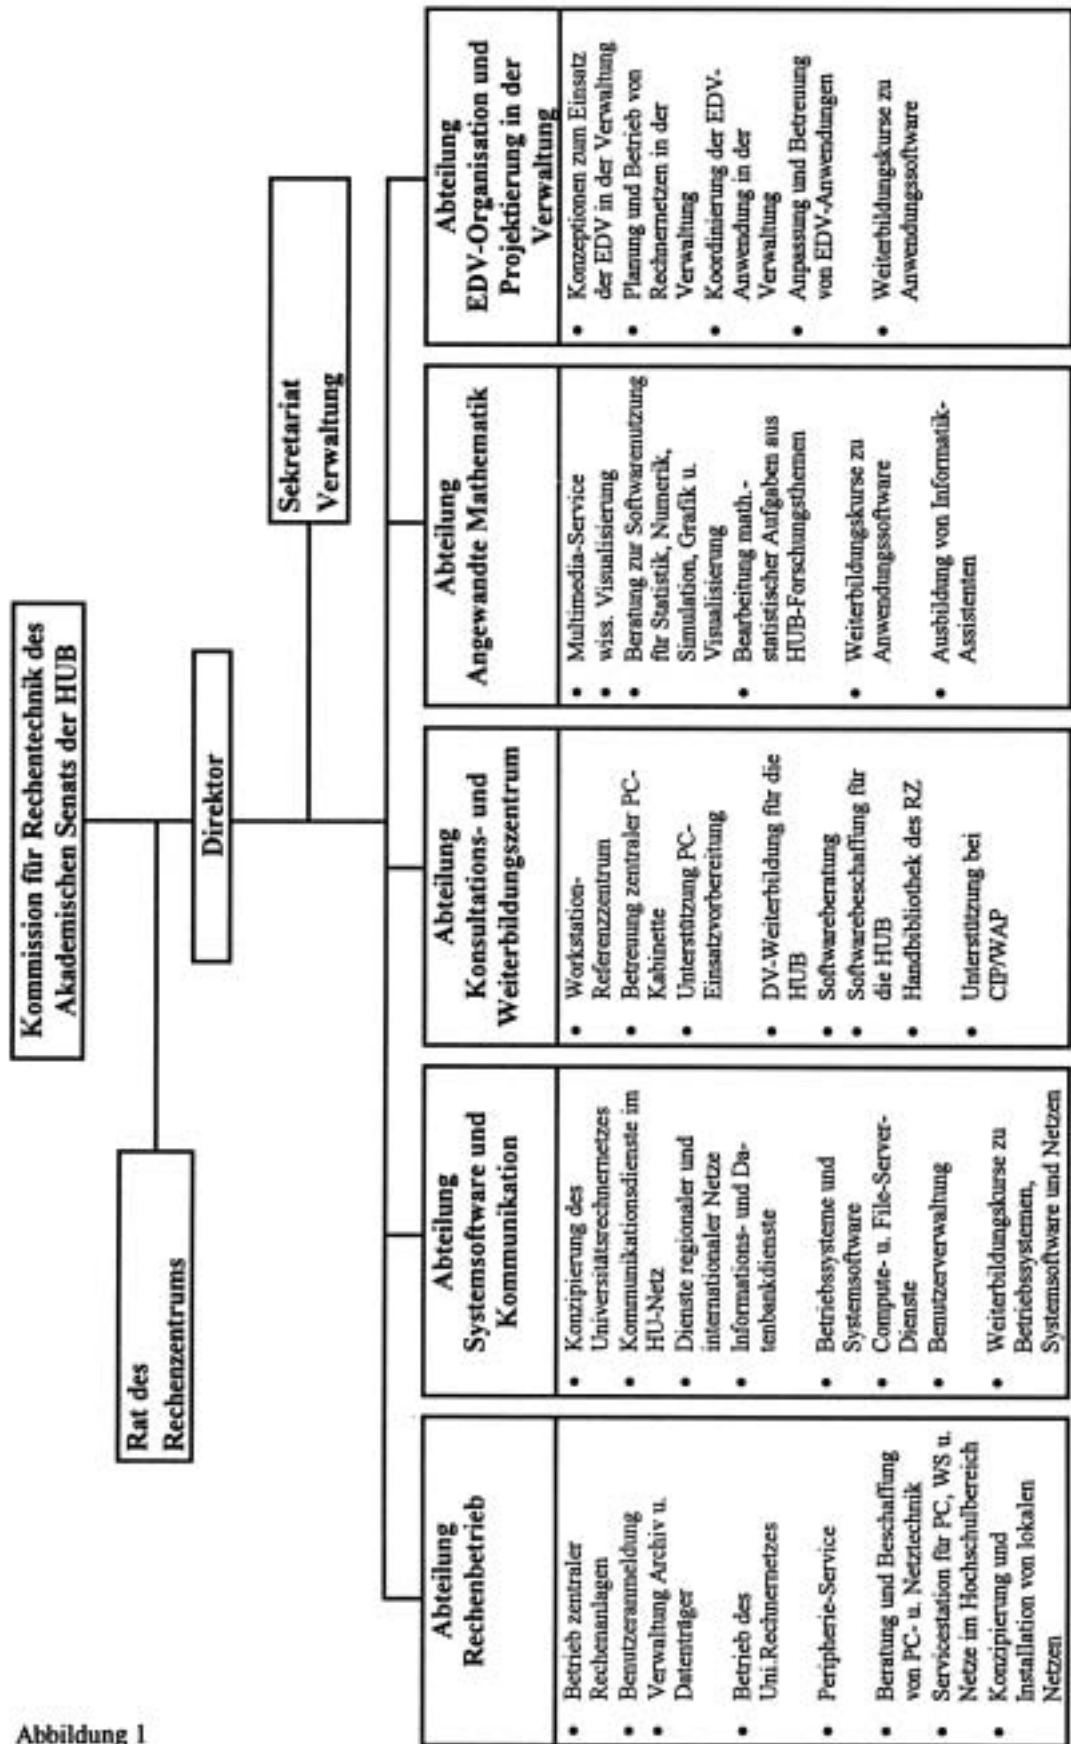 Kommission für Rechentechnik des
Akademischen Senats der HUB
Rat des
Rechenzentrums
Direktor
Sekretariat
Verwaltung
Abteilung
Rechenbetrieb
• Betrieb zentraler
Rechenanlagen
• Benutzeranmeldung
• Verwaltung Archiv u.
Datenträger
• Betrieb des
Uni.Rechnernetzes
• Peripherie-Service
• Beratung und Beschaffung
von PC- u. Netztechnik
• Servicestation für PC, WS u.
Netze im Hochschulbereich
• Konzipierung und
Installation von lokalen
Netzen
Abteilung
Systemsoftware und
Kommunikation
• Konzipierung des
Universitätsrechnernetzes
• Kommunikationsdienste im
HU-Netz
• Dienste regionaler und
internationaler Netze
• Informations- und Da-
tenbankdienste
• Betriebssysteme und
Systemsoftware
• Compute- u. File-Server-
Dienste
• Benutzerverwaltung
• Weiterbildungskurse zu
Betriebssystemen,
Systemsoftware und Netzen
Abteilung
Konsultations- und
Weiterbildungszentrum
• Workstation-
Referenzzentrum
• Betreuung zentraler PC-
Kabinette
• Unterstützung PC-
Einsatzvorbereitung
• DV-Weiterbildung für die
HUB
• Softwareberatung
• Softwarebeschaffung für
die HUB
• Handbibliothek des RZ
• Unterstützung bei
CIP/WAP
Abteilung
Angewandte Mathematik
• Multimedia-Service
• wiss. Visualisierung
• Beratung zur Softwarenutzung
für Statistik, Numerik,
Simulation, Grafik u.
Visualisierung
• Bearbeitung math.-
statistischer Aufgaben aus
HUB-Forschungsthemen
• Weiterbildungskurse zu
Anwendungssoftware
• Ausbildung von Informatik-
Assistenten
Abteilung
EDV-Organisation und
Projektierung in der
Verwaltung
• Konzeptionen zum Einsatz
der EDV in der Verwaltung
• Planung und Betrieb von
Rechnernetzen in der
Verwaltung
• Koordinierung der EDV-
Anwendung in der
Verwaltung
• Anpassung und Betreuung
von EDV-Anwendungen
• Weiterbildungskurse zu
Anwendungssoftware
Abbildung 1